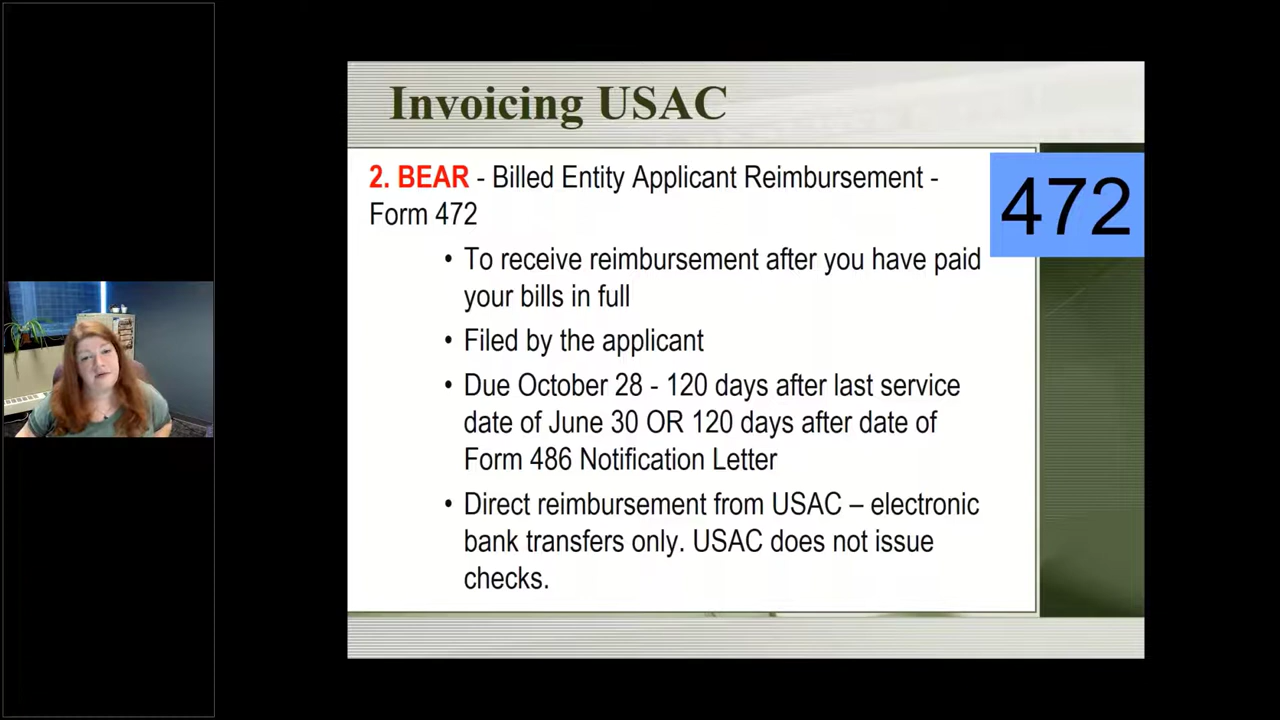 Invoicing USAC
2. BEAR - Billed Entity Applicant Reimbursement -
Form 472
472
• To receive reimbursement after you have paid
your bills in full
• Filed by the applicant
• Due October 28 - 120 days after last service
date of June 30 OR 120 days after date of
Form 486 Notification Letter
• Direct reimbursement from USAC – electronic
bank transfers only. USAC does not issue
checks.